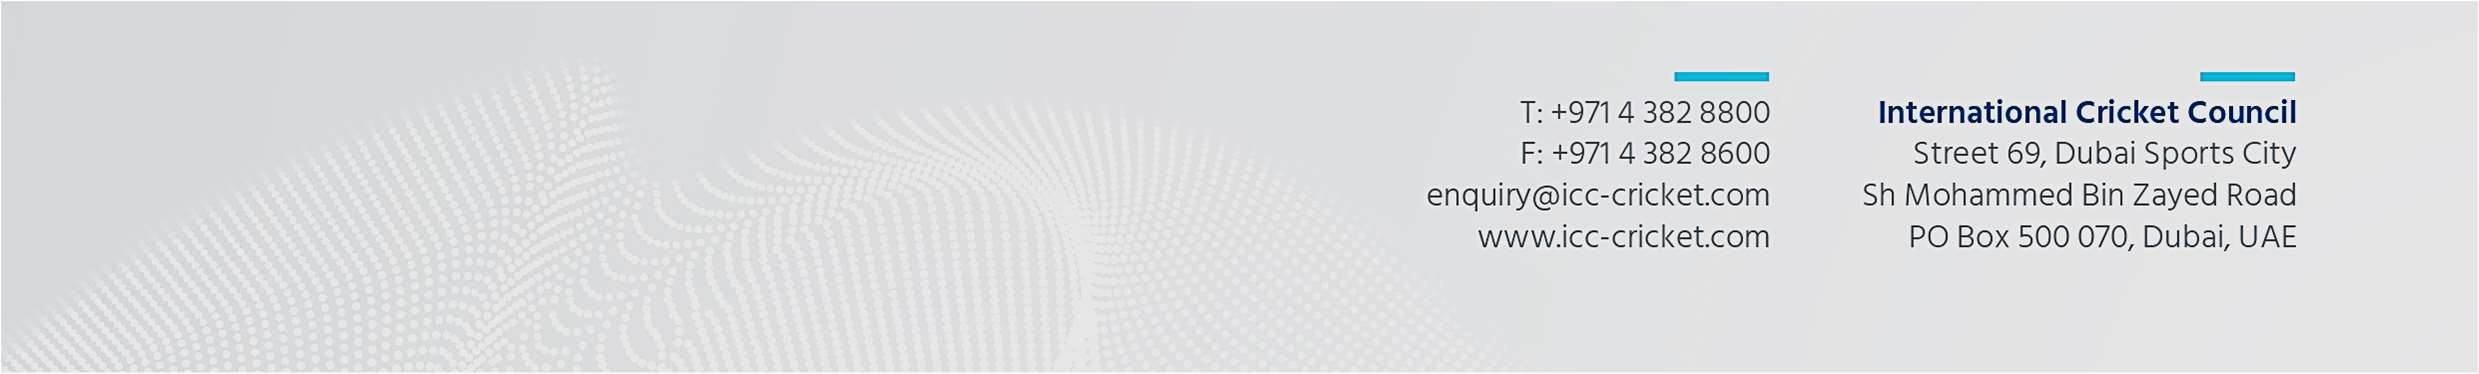 T: +971 4 382 8800
F: +971 4 382 8600
enquiry@icc-cricket.com
www.icc-cricket.com
International Cricket Council
Street 69, Dubai Sports City
Sh Mohammed Bin Zayed Road
PO Box 500 070, Dubai, UAE